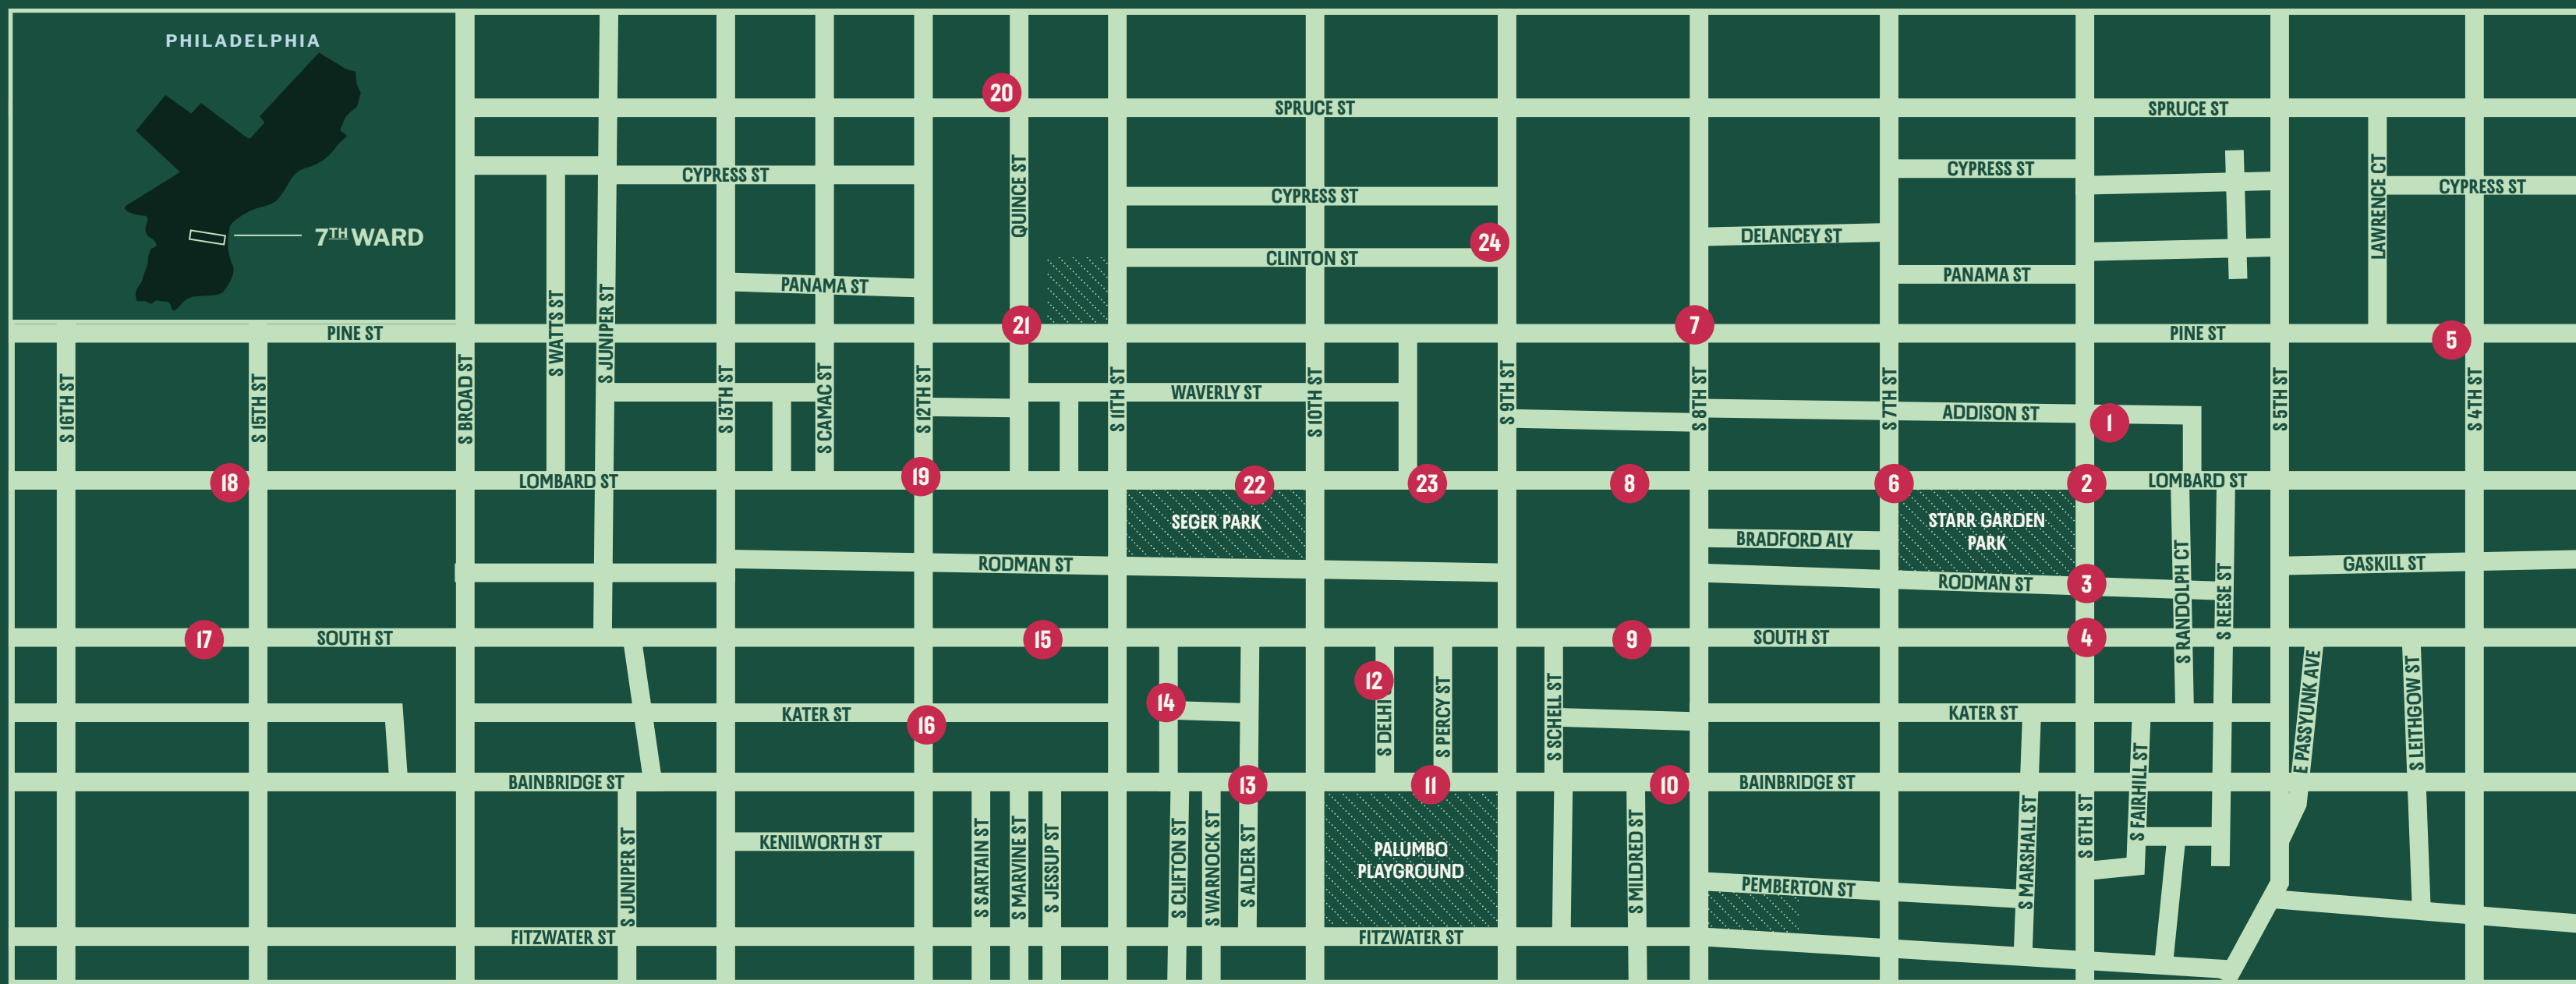 PHILADELPHIA
7TH WARD
20
SPRUCE ST
SPRUCE ST
QUINCE ST
CYPRESS ST
CYPRESS ST
CYPRESS ST
CYPRESS ST
LAWRENCE CT
24
DELANCEY ST
CLINTON ST
PANAMA ST
PANAMA ST
S WATTS ST
S JUNIPER ST
PINE ST
21
7
PINE ST
5
S 16TH ST
S 15TH ST
S BROAD ST
S 13TH ST
S CAMAC ST
S 12TH ST
S 11TH ST
WAVERLY ST
S 10TH ST
S 9TH ST
S 8TH ST
S 7TH ST
ADDISON ST
1
S 5TH ST
S 4TH ST
18
LOMBARD ST
19
22
23
8
6
2
LOMBARD ST
SEGER PARK
STARR GARDEN
PARK
BRADFORD ALY
RODMAN ST
RODMAN ST
3
S RANDOLPH CT
S REESE ST
GASKILL ST
17
SOUTH ST
15
9
SOUTH ST
4
12
14
S DELHI
S PERCY ST
S SCHELL ST
E PASSYUNK AVE
S LEITHGOW ST
KATER ST
16
KATER ST
BAINBRIDGE ST
13
11
10
BAINBRIDGE ST
S FAIRHILL ST
S 6TH ST
S MARSHALL ST
KENILWORTH ST
S JUNIPER ST
S SARTAIN ST
S MARVINE ST
S JESSUP ST
S CLIFTON ST
S WARNOCK ST
S ALDER ST
PALUMBO
PLAYGROUND
S MILDRED ST
PEMBERTON ST
FITZWATER ST
FITZWATER ST